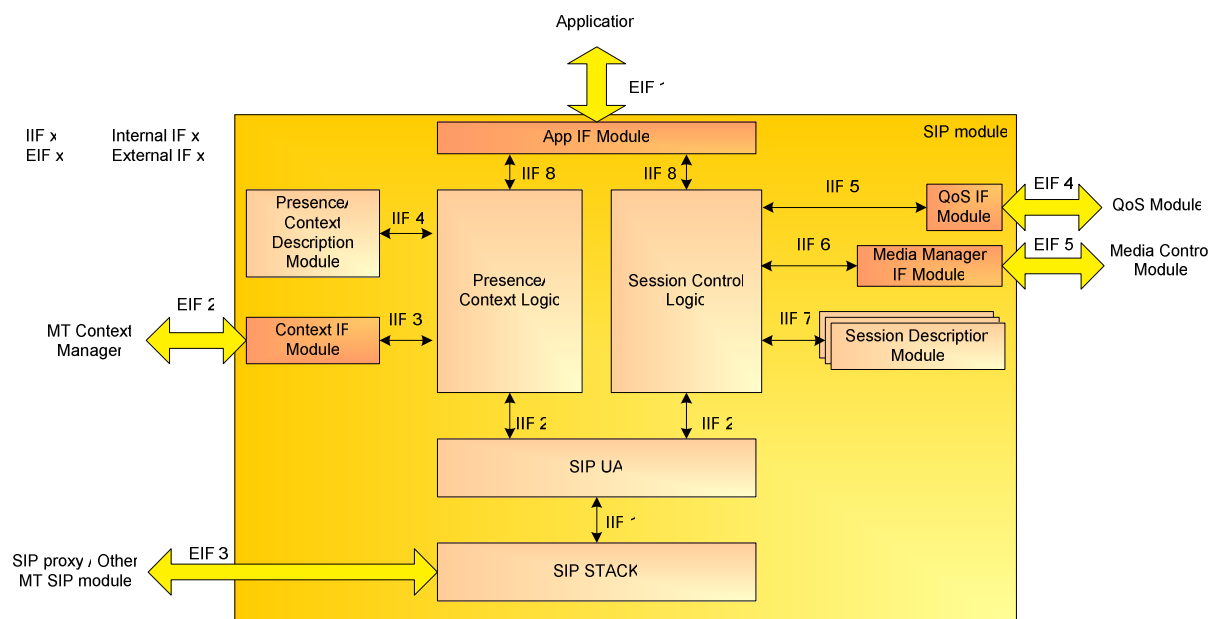 Application
EIF 1
IIF x Internal IF x
EIF x External IF x
App IF Module
SIP module
IIF 8
IIF 8
IIF 5
EIF 4
Presence/
Context
Description
Module
IIF 4
QoS IF
Module
QoS Module
IIF 6
EIF 5
Media Manager
IF Module
Media Contro
Module
Presence/
Context Logic
Session Control
Logic
EIF 2
MT Context
Manager
Context IF
Module
IIF 3
IIF 7
Session Description
Module
IIF 2
IIF 2
SIP UA
IIF 1
EIF 3
SIP proxy / Other
MT SIP module
SIP STACK